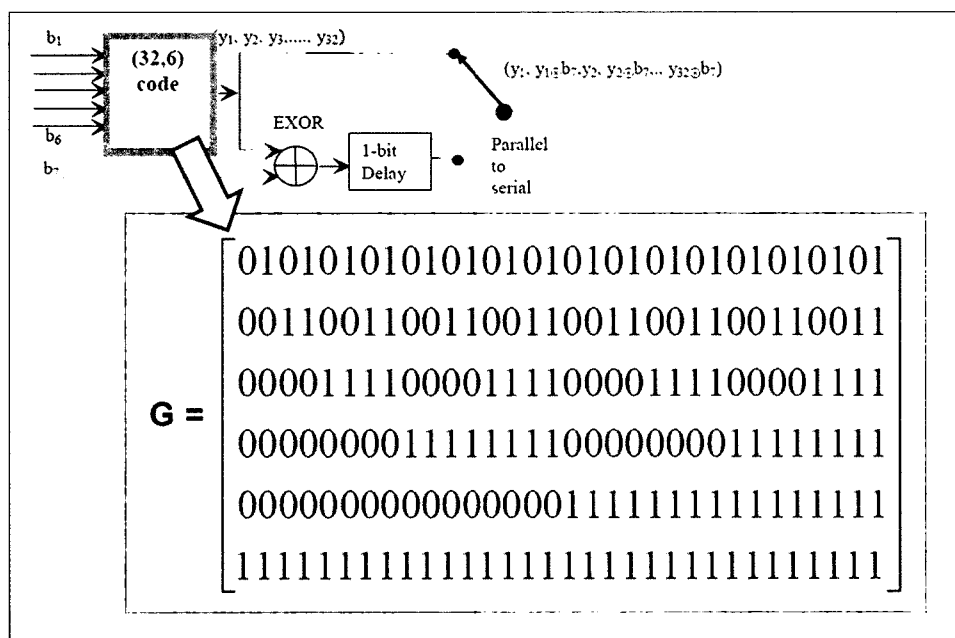 b₁
(32,6)
code
(y₁, y₂, y₃...... y₃₂)
(y₁, y₁⊕b₇,y₂, y₂⊕b₇... y₃₂⊕b₇)
b₆
b₇
EXOR
1-bit
Delay
Parallel
to
serial
G =
01010101010101010101010101010101
00110011001100110011001100110011
00001111000011110000111100001111
00000000111111110000000011111111
00000000000000001111111111111111
11111111111111111111111111111111